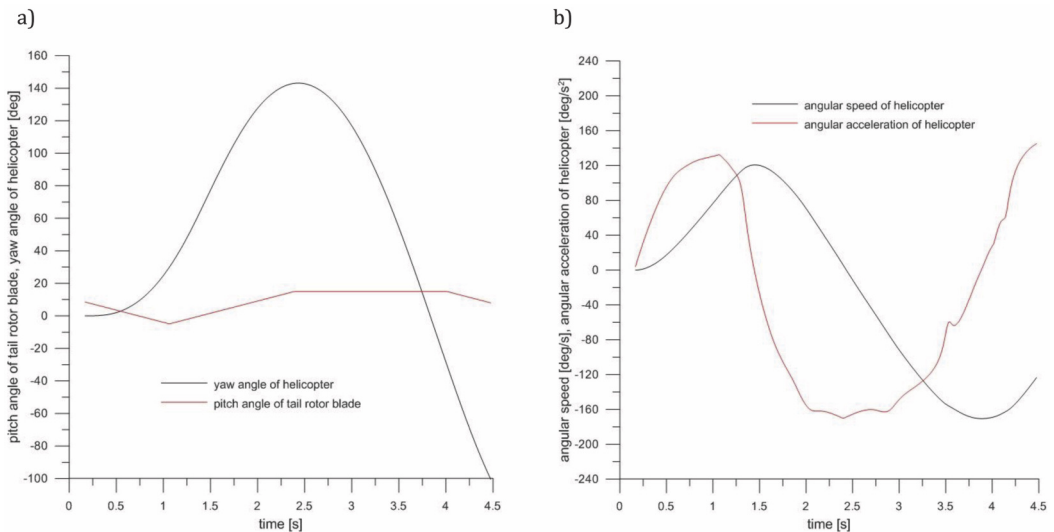 a)
pitch angle of tail rotor blade, yaw angle of helicopter [deg]
160
140
120
100
80
60
40
20
0
-20
-40
-60
-80
-100
yaw angle of helicopter
pitch angle of tail rotor blade
0 0.5 1 1.5 2 2.5 3 3.5 4 4.5
time [s]
b)
angular speed [deg/s], angular acceleration of helicopter [deg/s²]
240
200
160
120
80
40
0
-40
-80
-120
-160
-200
-240
angular speed of helicopter
angular acceleration of helicopter
0 0.5 1 1.5 2 2.5 3 3.5 4 4.5
time [s]